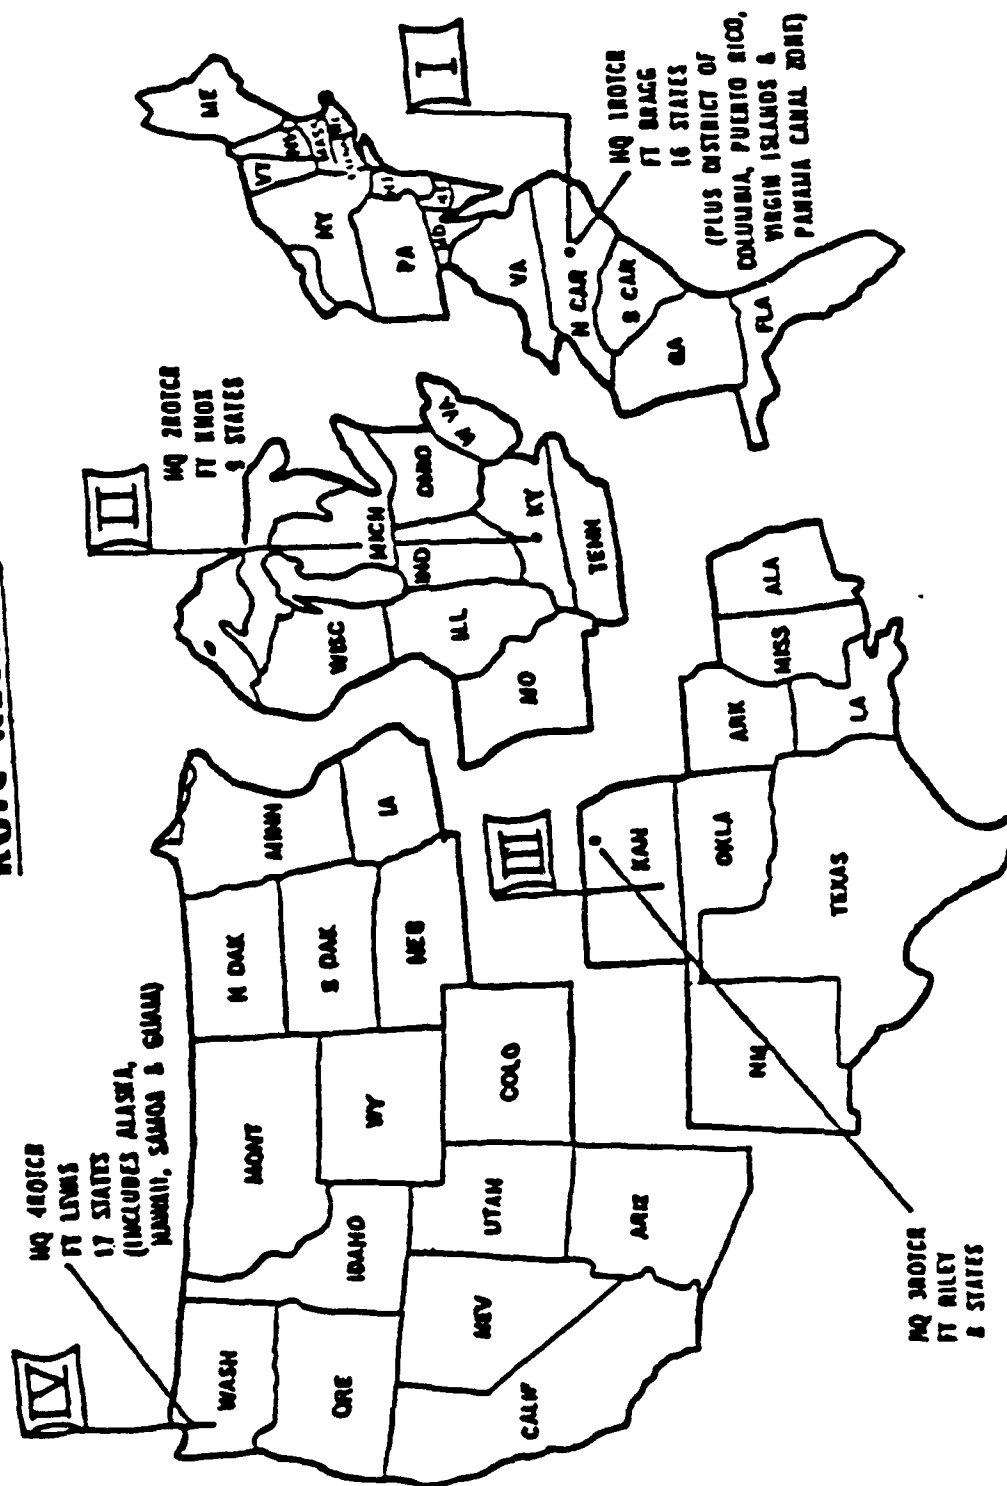 IV
HQ 4ROTCR
FT LEWIS
17 STATES
(INCLUDES ALASKA,
HAWAII, SAMOA & GUAM)
II
HQ 2ROTCR
FT KNOX
9 STATES
I
HQ 1ROTCR
FT BRAGG
16 STATES
(PLUS DISTRICT OF
COLUMBIA, PUERTO RICO,
VIRGIN ISLANDS &
PANAMA CANAL ZONE)
III
HQ 3ROTCR
FT RILEY
8 STATES
WASH
ORE
CALIF
NEV
IDAHO
MONT
WY
UTAH
ARIZ
COLO
N DAK
S DAK
NEB
MINN
IA
WISC
MICH
ILL
IND
OHIO
W VA
KY
TENN
MO
ME
VT
NH
MASS
NY
PA
NJ
MD
VA
N CAR
S CAR
GA
FLA
KAN
OKLA
TEXAS
NM
ARK
LA
MISS
ALA